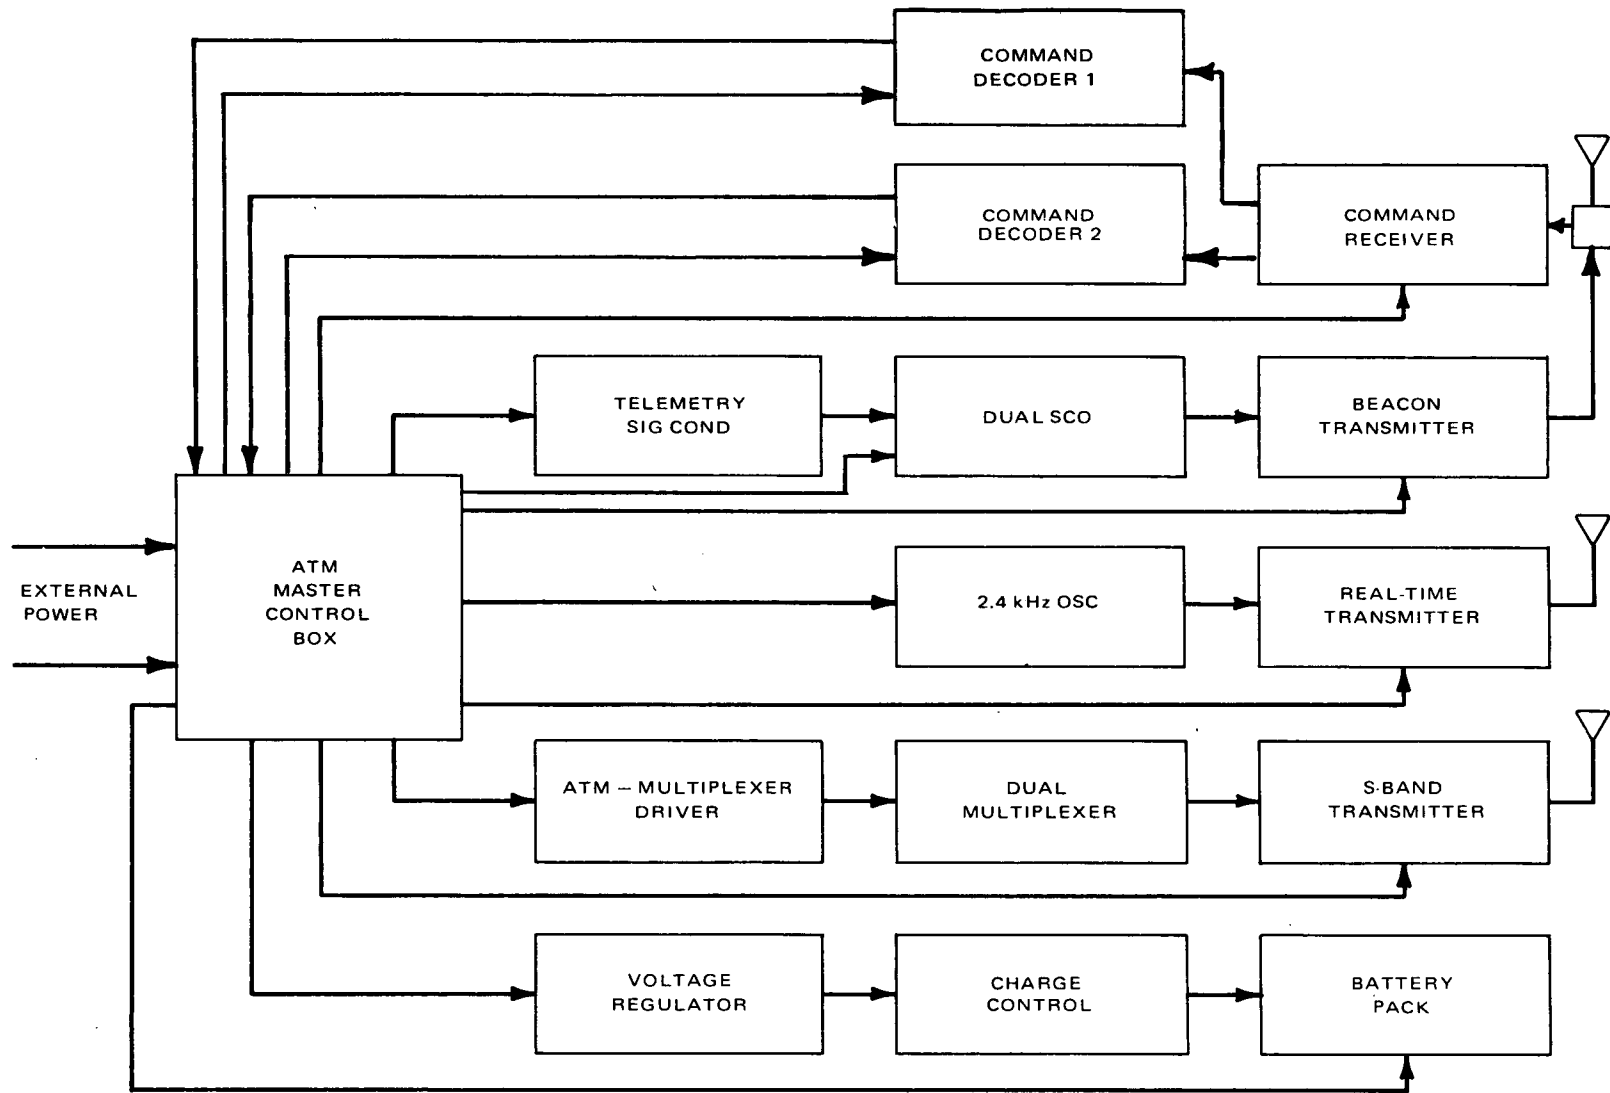 COMMAND
DECODER 1
COMMAND
DECODER 2
COMMAND
RECEIVER
TELEMETRY
SIG COND
DUAL SCO
BEACON
TRANSMITTER
EXTERNAL
POWER
ATM
MASTER
CONTROL
BOX
2.4 kHz OSC
REAL-TIME
TRANSMITTER
ATM – MULTIPLEXER
DRIVER
DUAL
MULTIPLEXER
S-BAND
TRANSMITTER
VOLTAGE
REGULATOR
CHARGE
CONTROL
BATTERY
PACK